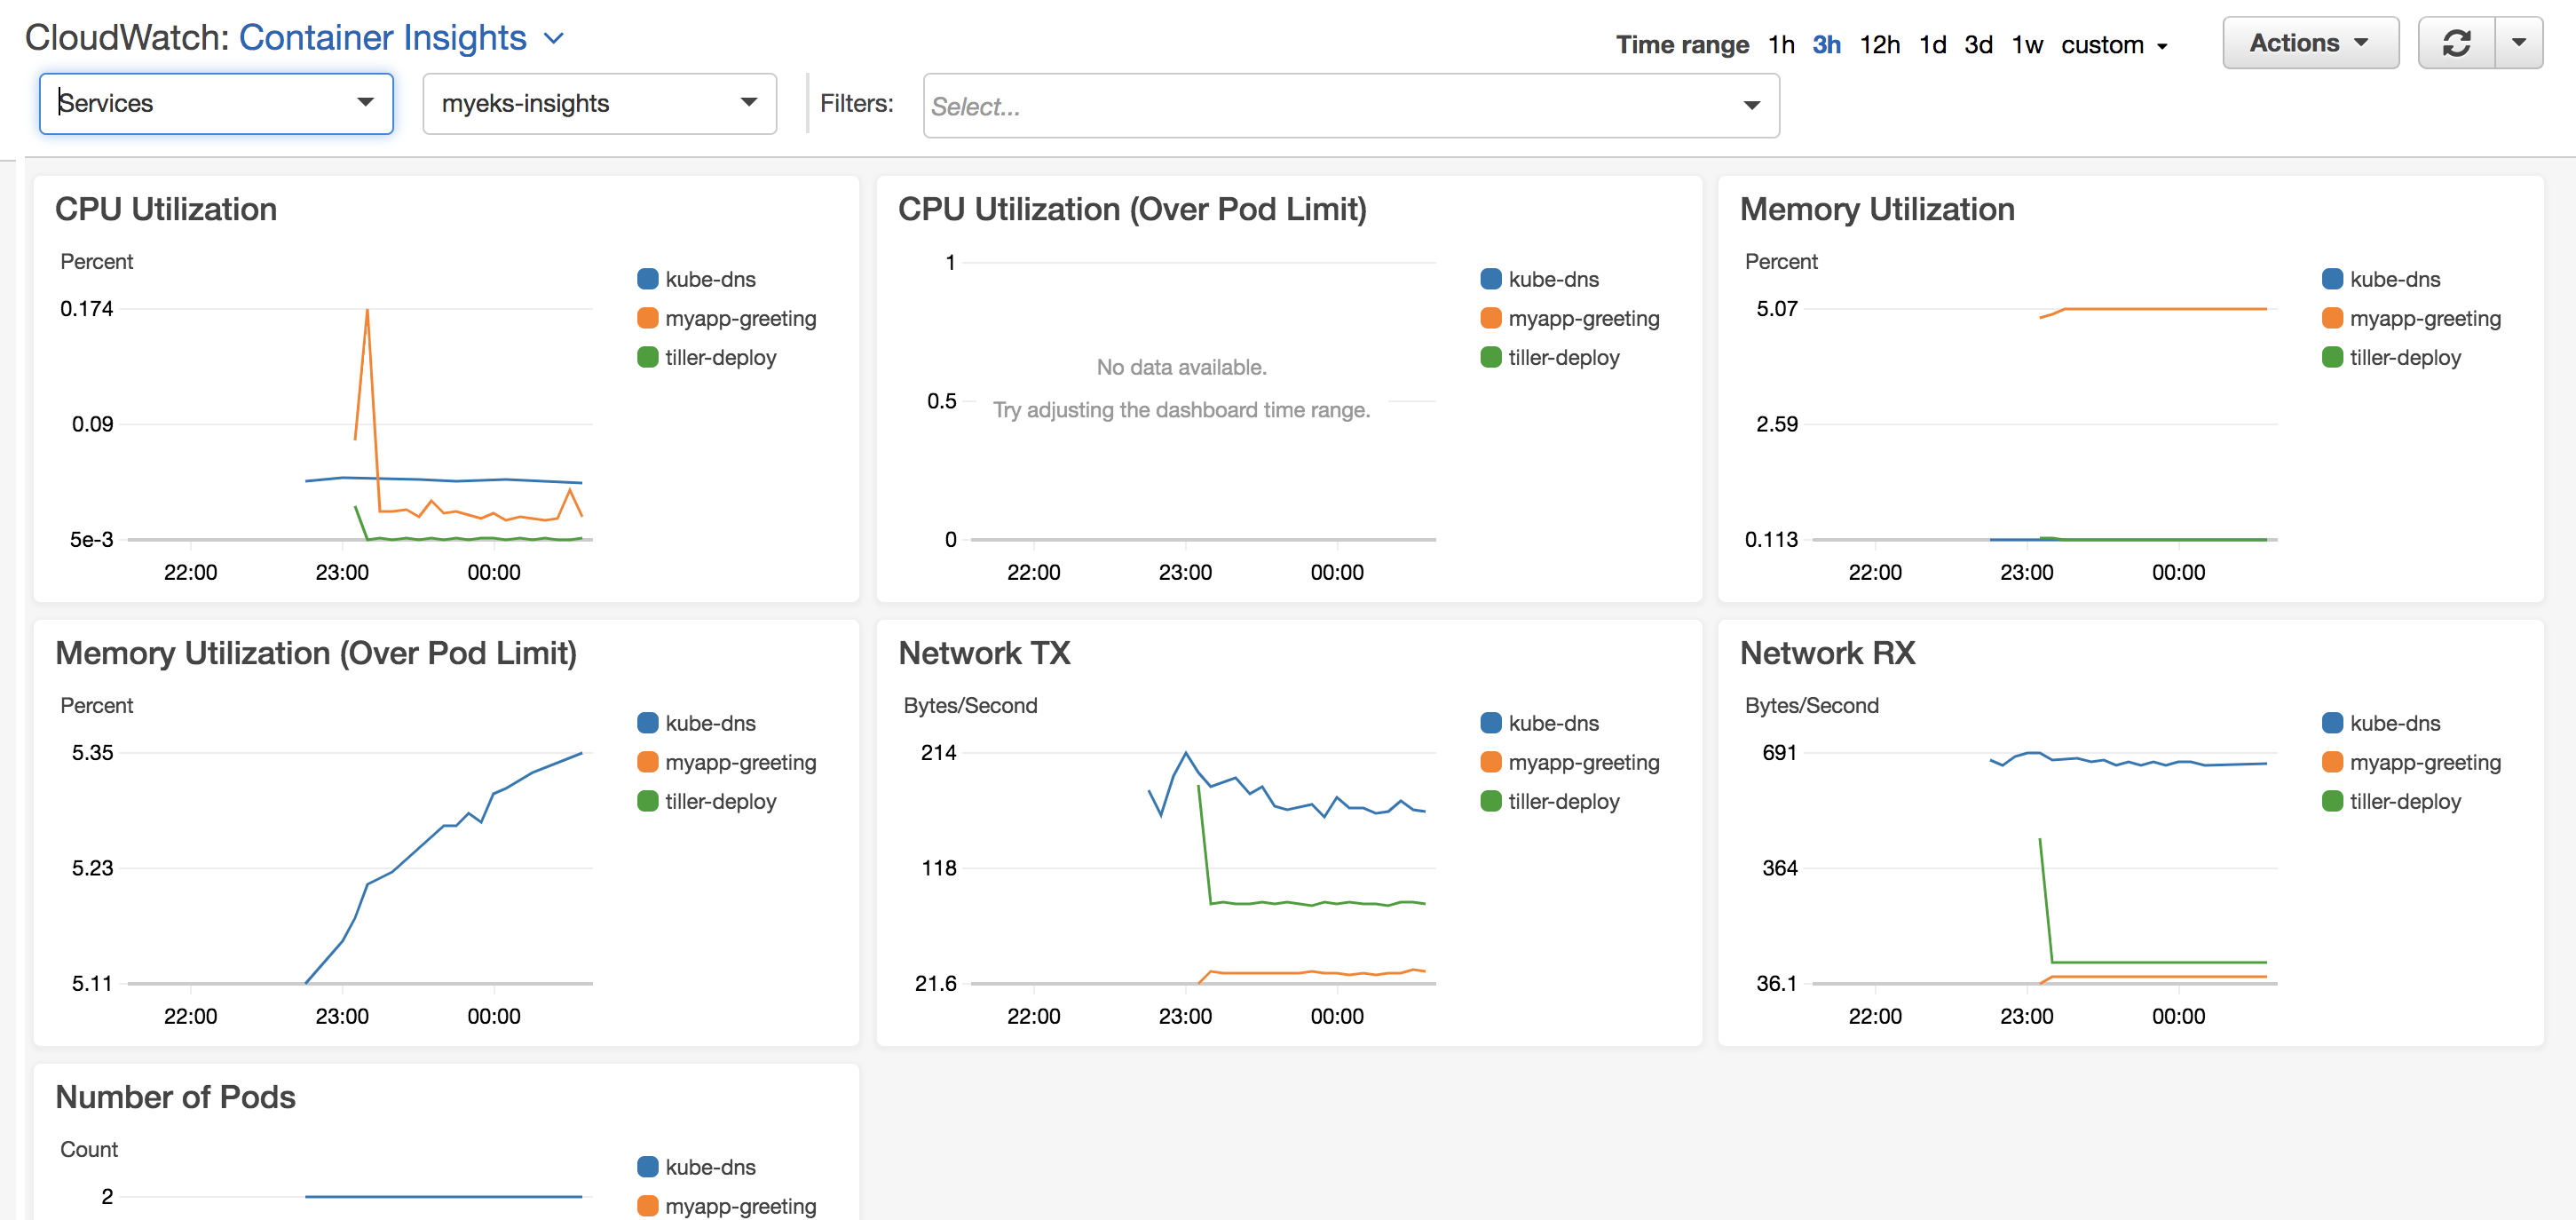 CloudWatch: Container Insights
Time range 1h 3h 12h 1d 3d 1w custom
Actions
Services
myeks-insights
Filters:
Select...
CPU Utilization
Percent
0.174
0.09
5e-3
22:00 23:00 00:00
kube-dns
myapp-greeting
tiller-deploy
CPU Utilization (Over Pod Limit)
1
0.5
0
No data available.
Try adjusting the dashboard time range.
22:00 23:00 00:00
kube-dns
myapp-greeting
tiller-deploy
Memory Utilization
Percent
5.07
2.59
0.113
22:00 23:00 00:00
kube-dns
myapp-greeting
tiller-deploy
Memory Utilization (Over Pod Limit)
Percent
5.35
5.23
5.11
22:00 23:00 00:00
kube-dns
myapp-greeting
tiller-deploy
Network TX
Bytes/Second
214
118
21.6
22:00 23:00 00:00
kube-dns
myapp-greeting
tiller-deploy
Network RX
Bytes/Second
691
364
36.1
22:00 23:00 00:00
kube-dns
myapp-greeting
tiller-deploy
Number of Pods
Count
2
kube-dns
myapp-greeting